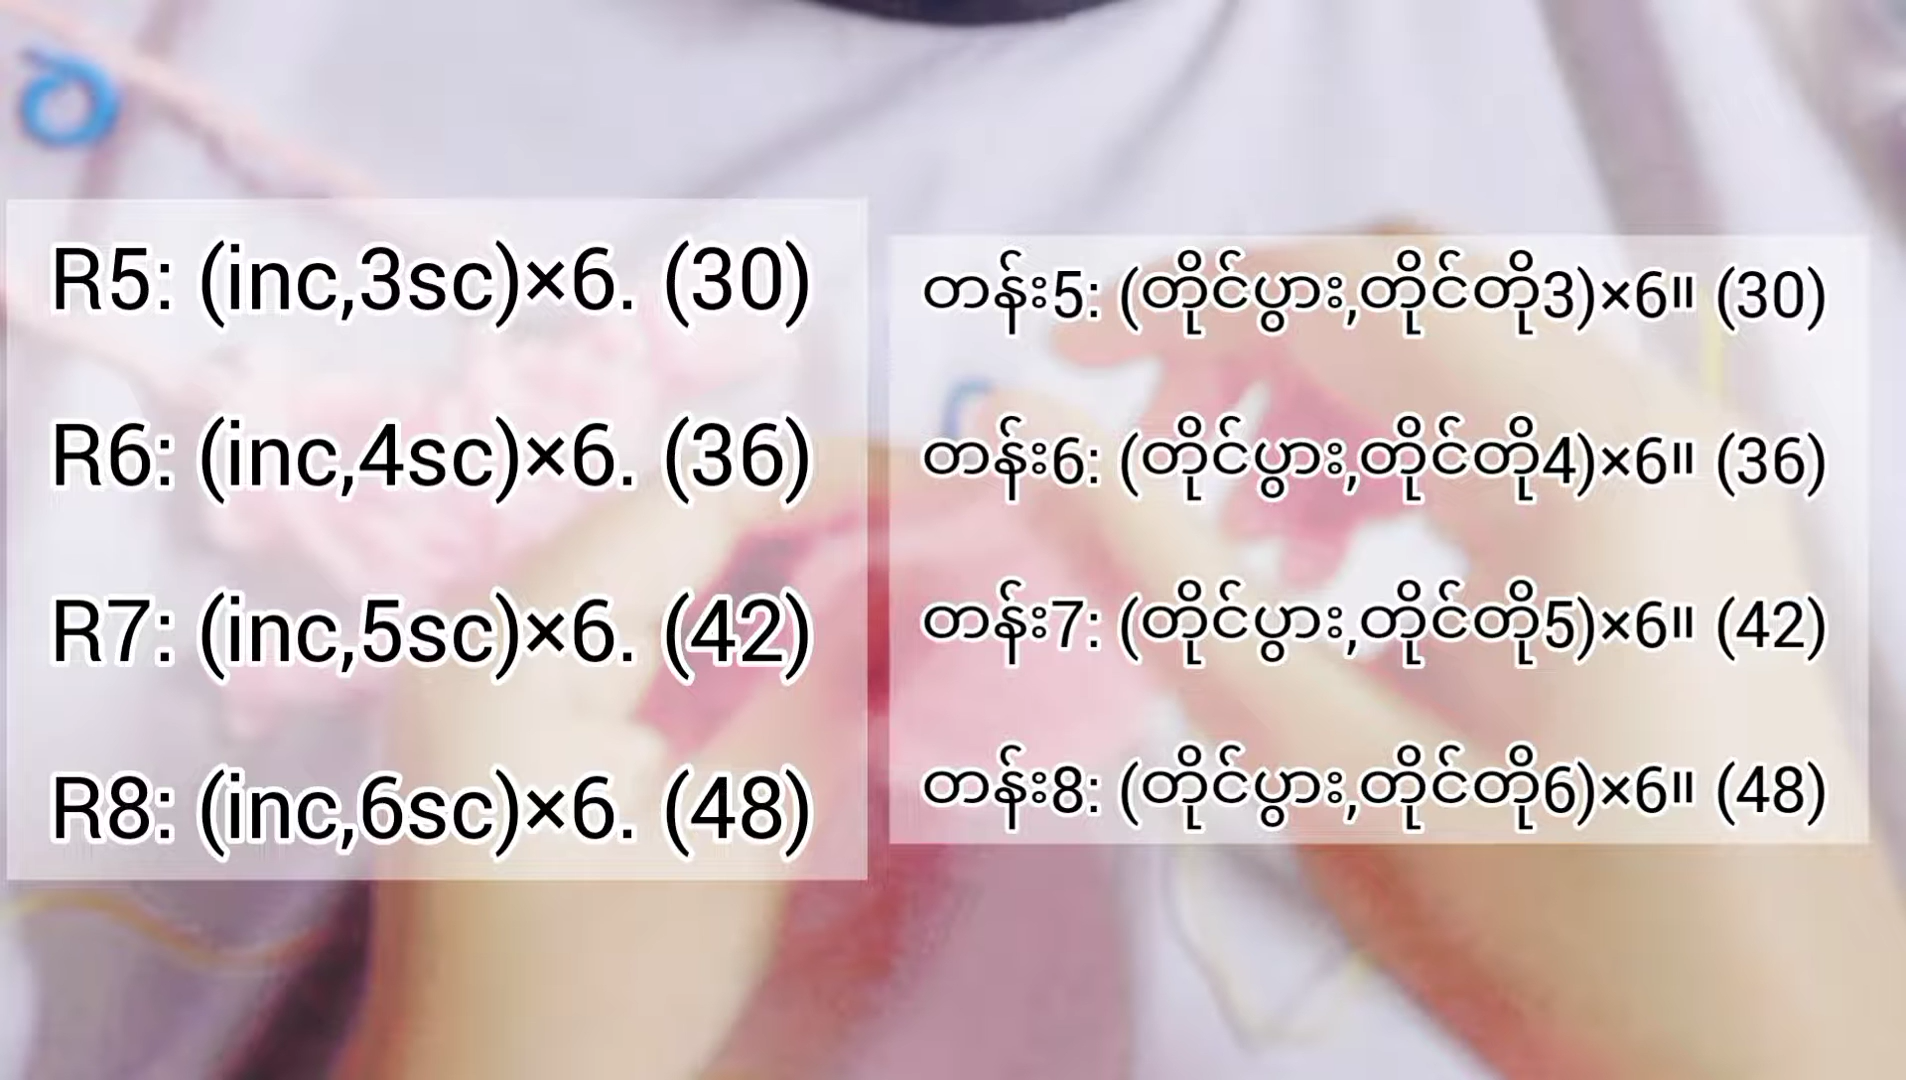 R5: (inc,3sc)×6. (30)
R6: (inc,4sc)×6. (36)
R7: (inc,5sc)×6. (42)
R8: (inc,6sc)×6. (48)
တန်း5: (တိုင်ပွား,တိုင်တို3)×6။ (30)
တန်း6: (တိုင်ပွား,တိုင်တို4)×6။ (36)
တန်း7: (တိုင်ပွား,တိုင်တို5)×6။ (42)
တန်း8: (တိုင်ပွား,တိုင်တို6)×6။ (48)